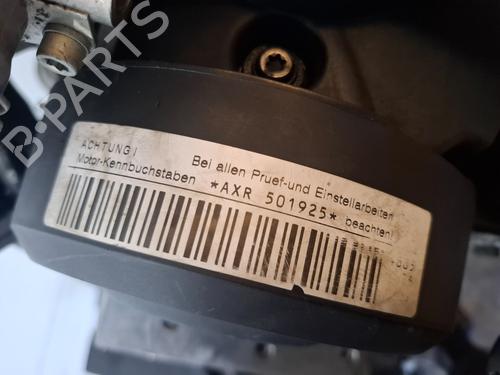 B-PARTS
ACHTUNG! Bei allen Pruef-und Einstellarbeiten
Motor-Kennbuchstaben *AXR 501925* beachten!